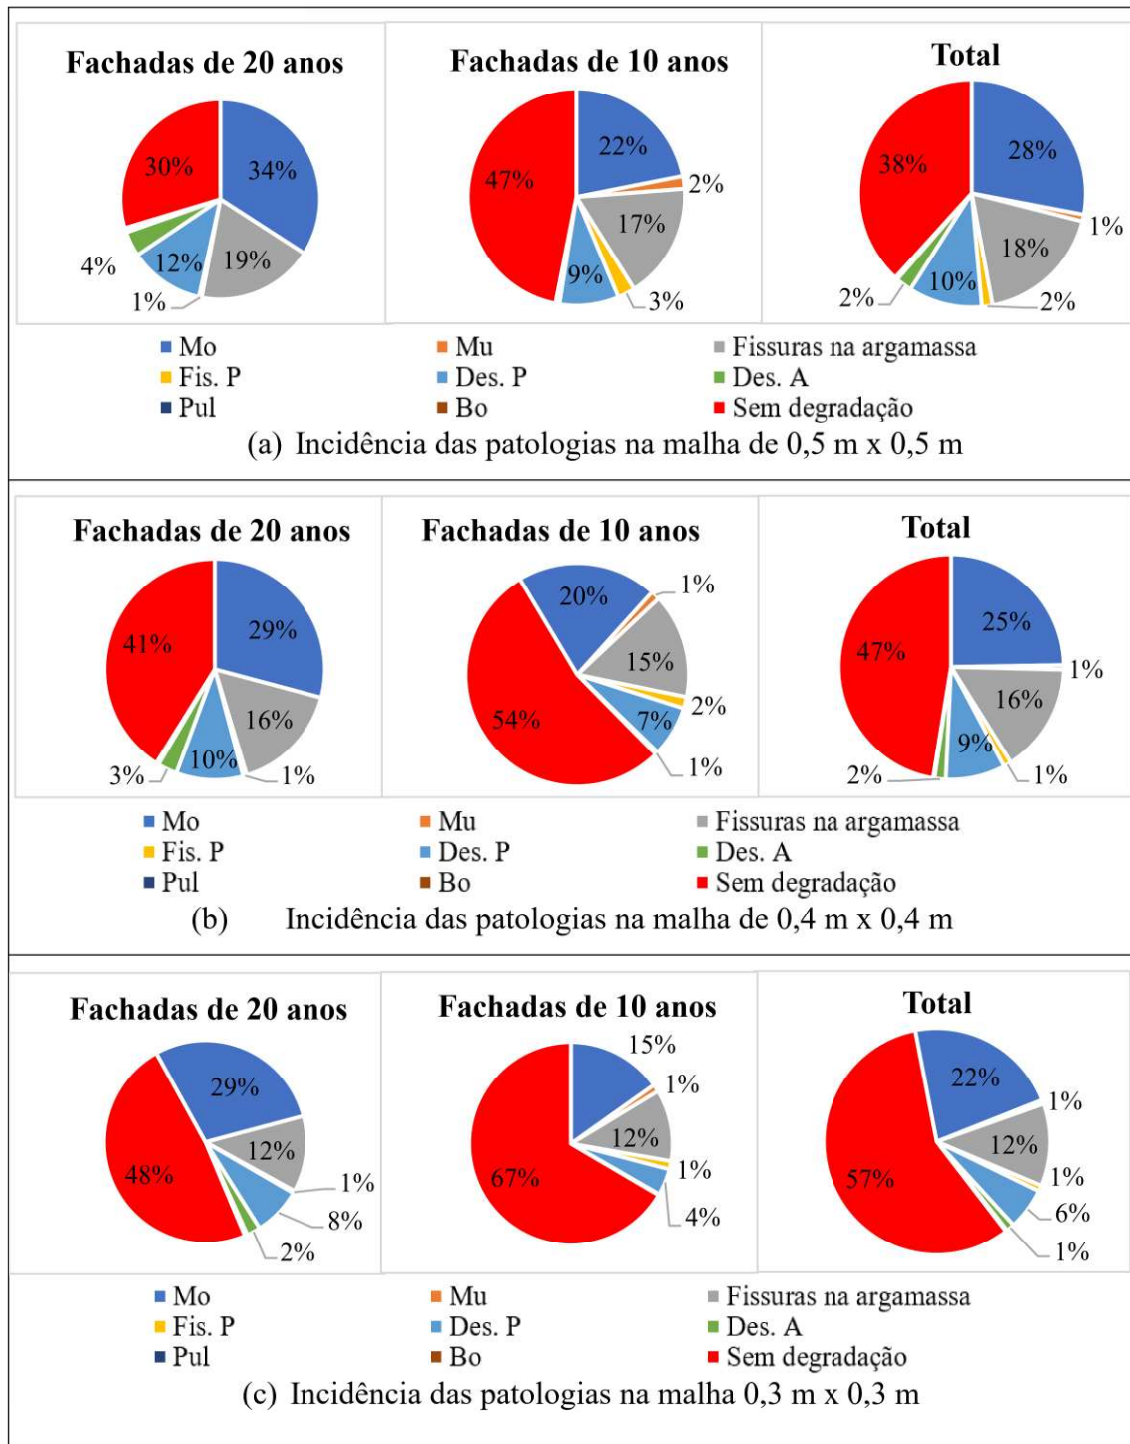 Fachadas de 20 anos
30%
34%
4%
12%
19%
1%
Fachadas de 10 anos
22%
2%
47%
17%
9%
3%
Total
28%
38%
1%
18%
2%
10%
2%
Mo
Mu
Fissuras na argamassa
Fis. P
Des. P
Des. A
Pul
Bo
Sem degradação
(a) Incidência das patologias na malha de 0,5 m x 0,5 m
Fachadas de 20 anos
41%
29%
16%
3%
10%
1%
Fachadas de 10 anos
20%
1%
15%
54%
2%
7%
1%
Total
25%
47%
1%
16%
9%
2%
1%
Mo
Mu
Fissuras na argamassa
Fis. P
Des. P
Des. A
Pul
Bo
Sem degradação
(b) Incidência das patologias na malha de 0,4 m x 0,4 m
Fachadas de 20 anos
29%
12%
48%
1%
8%
2%
Fachadas de 10 anos
15%
1%
12%
67%
1%
4%
Total
22%
1%
12%
57%
1%
6%
1%
Mo
Mu
Fissuras na argamassa
Fis. P
Des. P
Des. A
Pul
Bo
Sem degradação
(c) Incidência das patologias na malha 0,3 m x 0,3 m